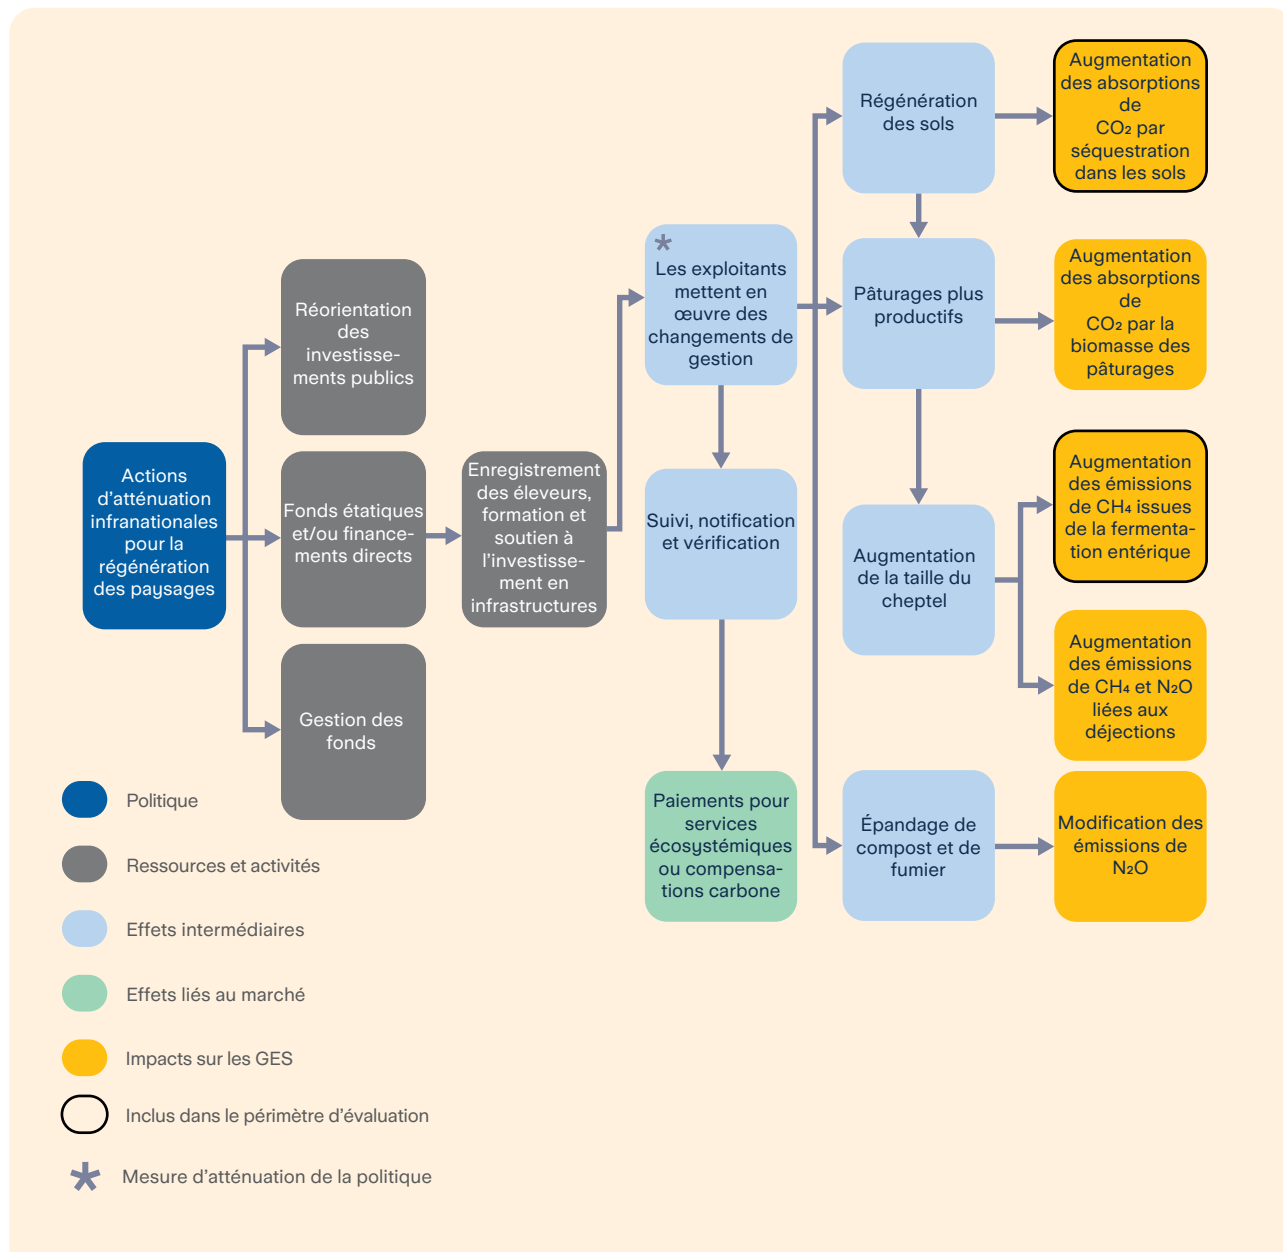 Actions
d’atténuation
infranationales
pour la
régénération
des paysages
Réorientation
des
investisse-
ments publics
Fonds étatiques
et/ou finance-
ments directs
Gestion des
fonds
Enregistrement
des éleveurs,
formation et
soutien à
l’investisse-
ment en
infrastructures
*
Les exploitants
mettent en
œuvre des
changements de
gestion
Suivi, notification
et vérification
Paiements pour
services
écosystémiques
ou compensa-
tions carbone
Régénération
des sols
Pâturages plus
productifs
Augmentation
de la taille du
cheptel
Épandage de
compost et de
fumier
Augmentation
des absorptions
de
CO₂ par
séquestration
dans les sols
Augmentation
des absorptions
de
CO₂ par la
biomasse des
pâturages
Augmentation
des émissions
de CH₄ issues
de la fermenta-
tion entérique
Augmentation
des émissions
de CH₄ et N₂O
liées aux
déjections
Modification des
émissions de
N₂O
Politique
Ressources et activités
Effets intermédiaires
Effets liés au marché
Impacts sur les GES
Inclus dans le périmètre d’évaluation
* Mesure d’atténuation de la politique